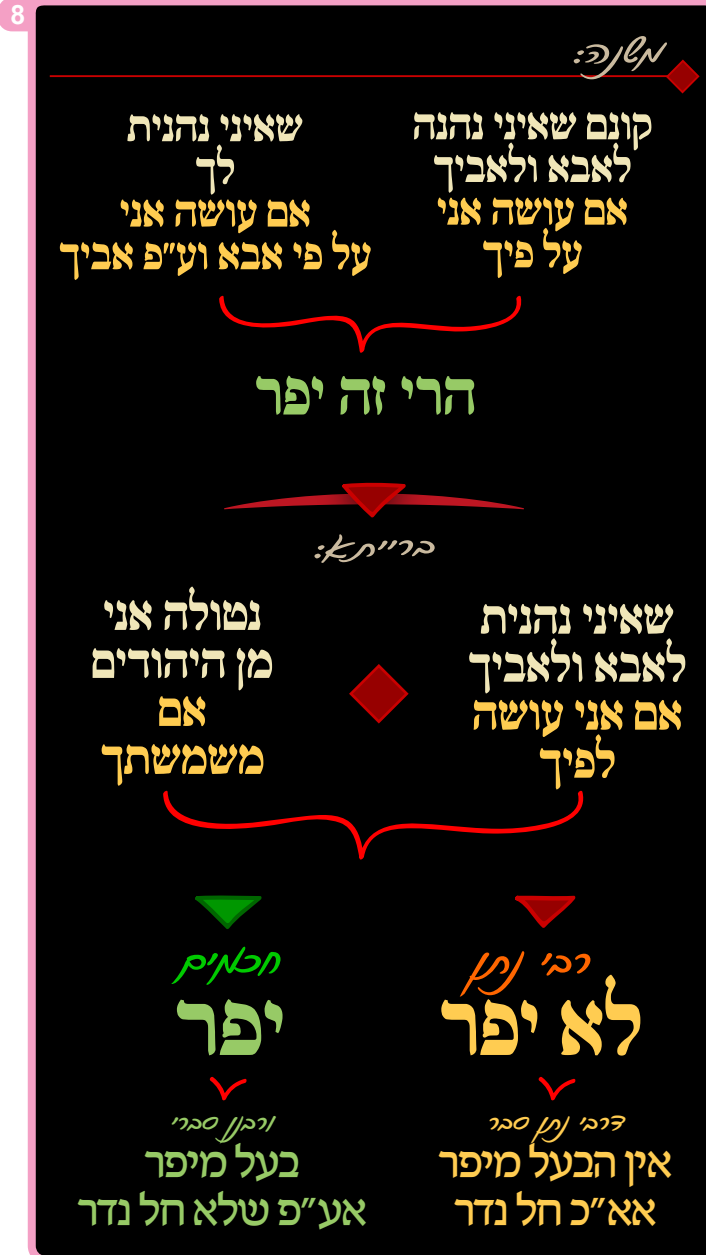 8
משנה:
קונם שאיני נהנה
לאבא ולאביך
אם עושה אני
על פיך
שאיני נהנית
לך
אם עושה אני
על פי אבא וע"פ אביך
הרי זה יפר
ברייתא:
שאיני נהנית
לאבא ולאביך
אם אני עושה
לפיך
נטולה אני
מן היהודים
אם
משמשתך
רבי נתן
לא יפר
דרבי נתן סבר
אין הבעל מיפר
אא"כ חל נדר
חכמים
יפר
ורבנן סברי
בעל מיפר
אע"פ שלא חל נדר